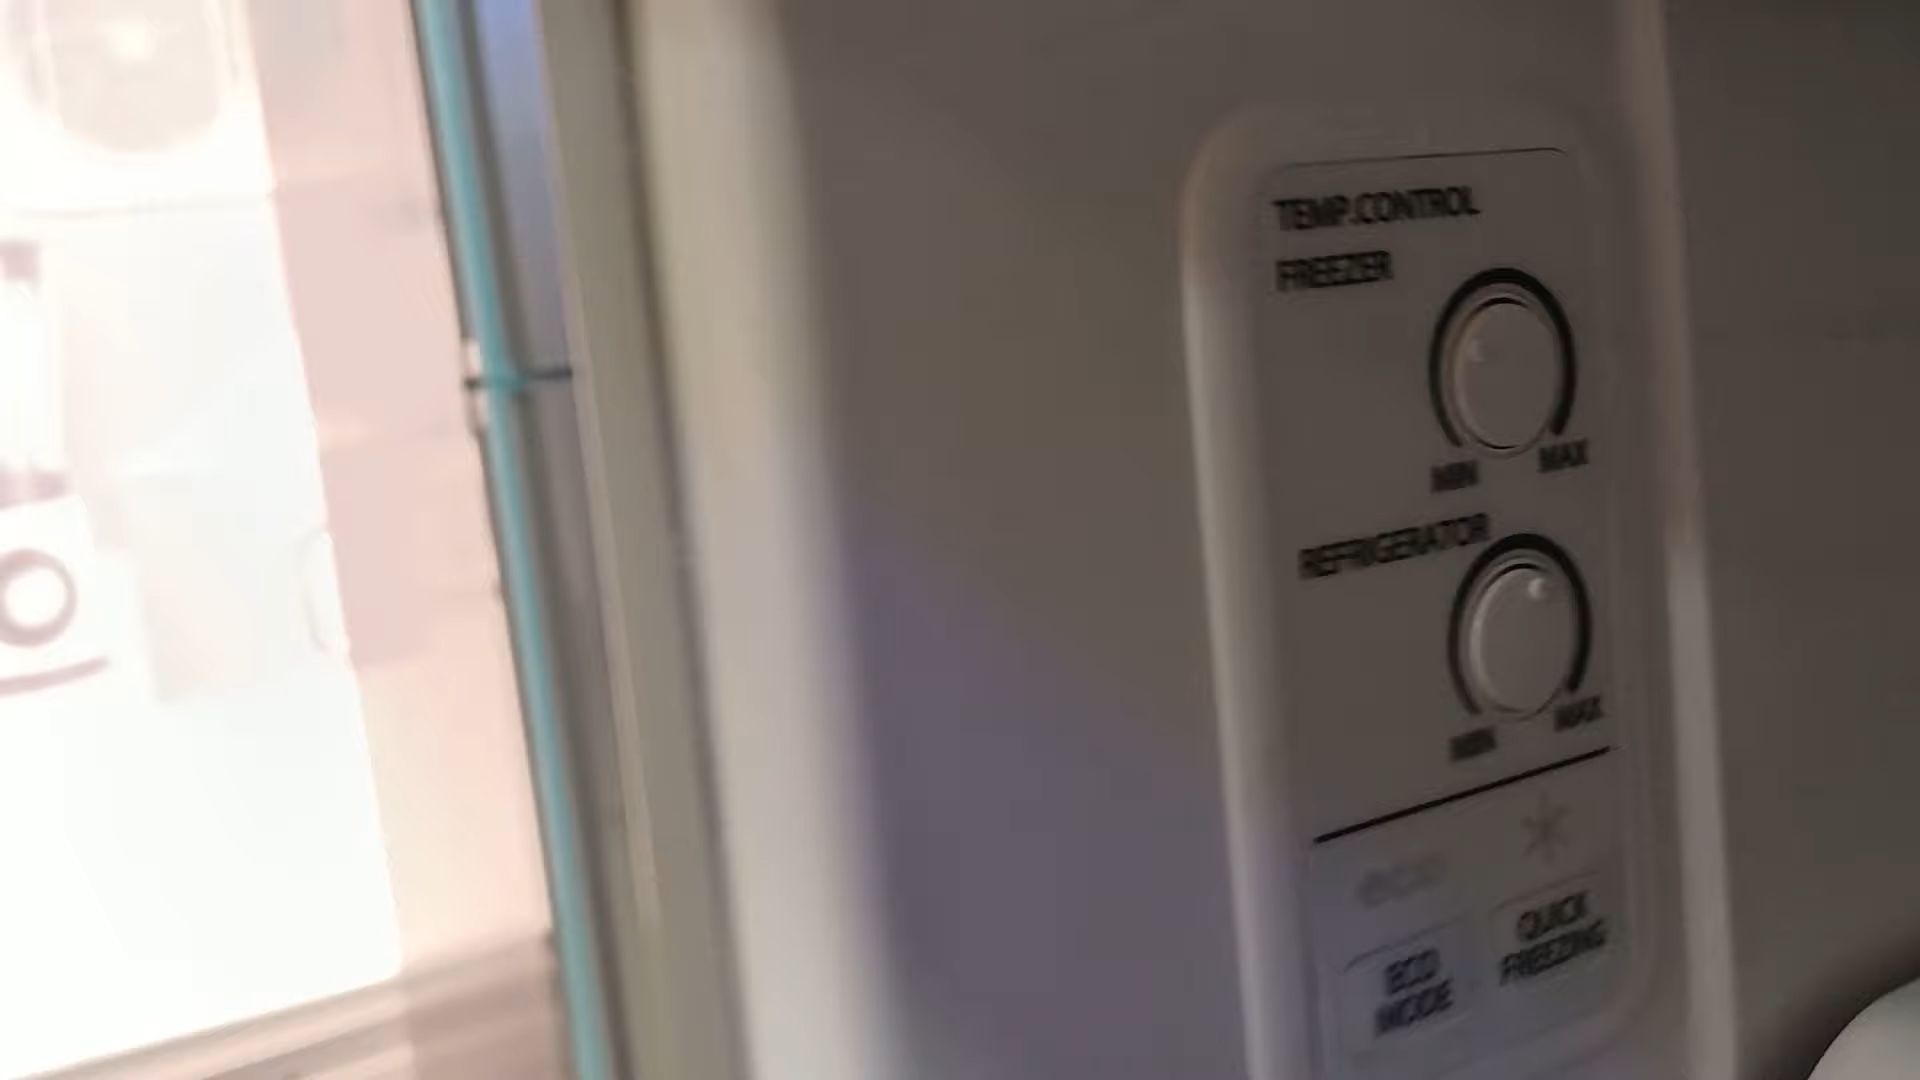 TEMP.CONTROL
FREEZER
MIN MAX
REFRIGERATOR
MIN MAX
eco
ECO MODE
QUICK FREEZING